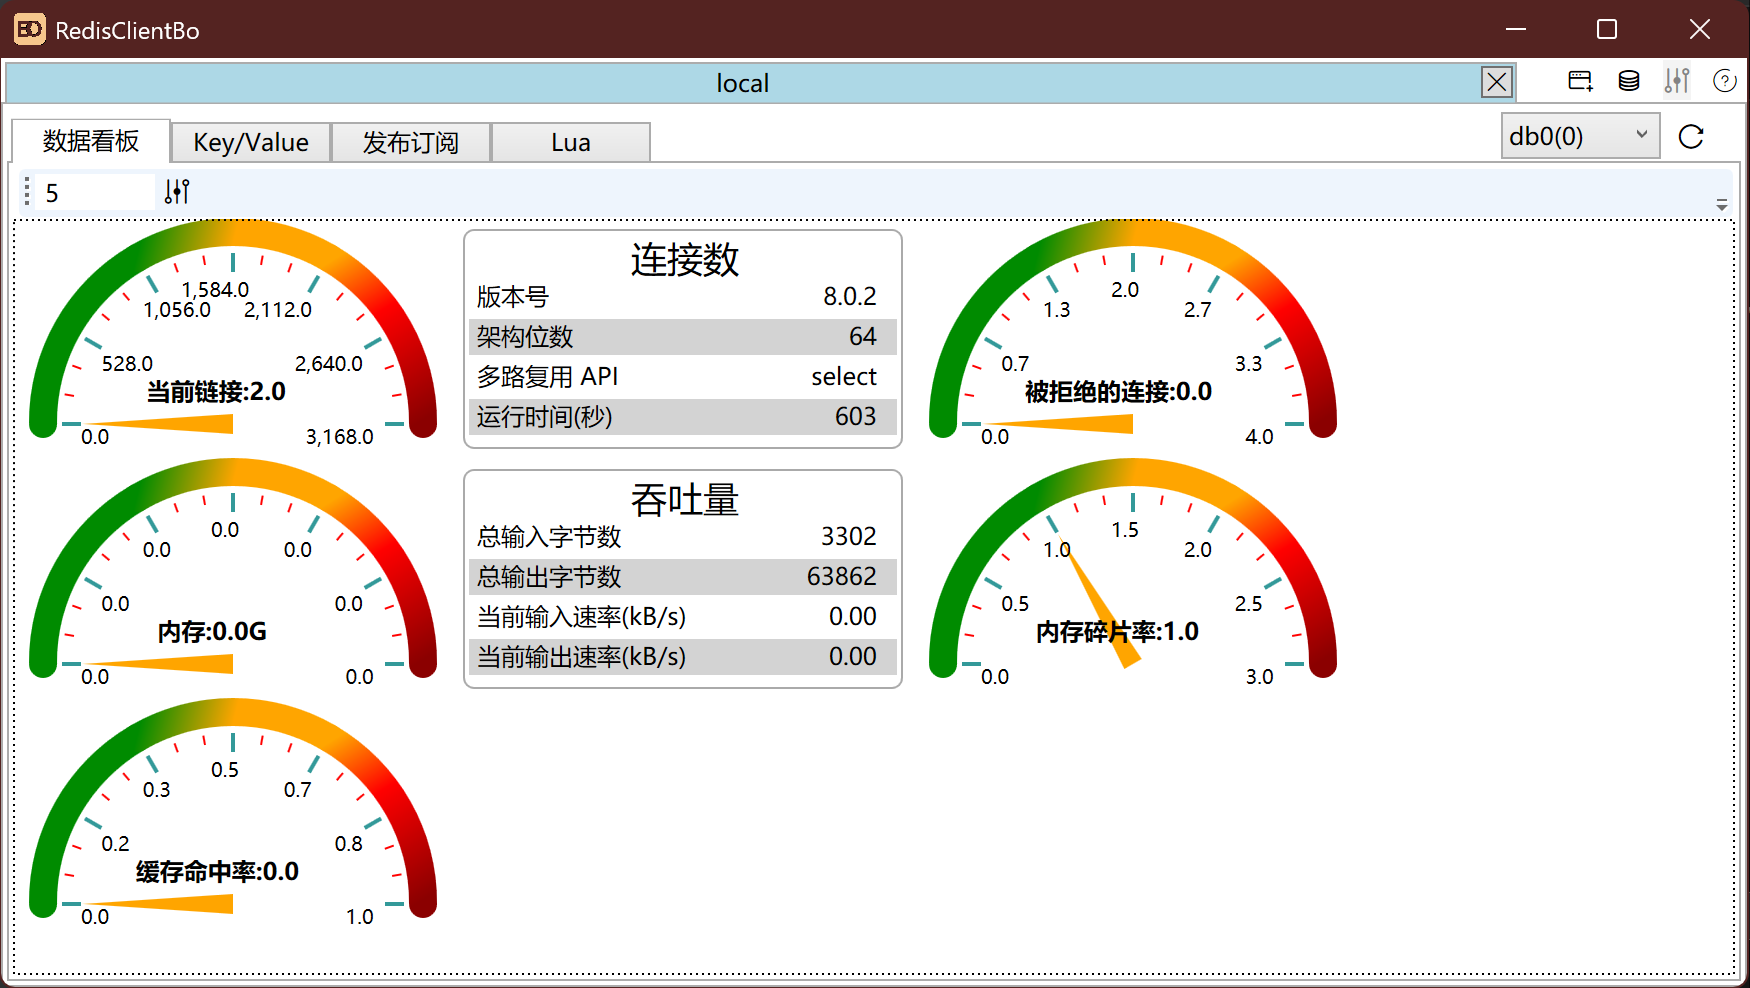 RedisClientBo
local
数据看板
Key/Value
发布订阅
Lua
db0(0)
5
1,584.0
1,056.0
2,112.0
528.0
2,640.0
当前链接:2.0
0.0
3,168.0
连接数
版本号 8.0.2
架构位数 64
多路复用 API select
运行时间(秒) 603
2.0
1.3
2.7
0.7
3.3
被拒绝的连接:0.0
0.0
4.0
0.0
0.0
0.0
0.0
0.0
内存:0.0G
0.0
0.0
吞吐量
总输入字节数 3302
总输出字节数 63862
当前输入速率(kB/s) 0.00
当前输出速率(kB/s) 0.00
1.5
1.0
2.0
0.5
2.5
内存碎片率:1.0
0.0
3.0
0.5
0.3
0.7
0.2
0.8
缓存命中率:0.0
0.0
1.0